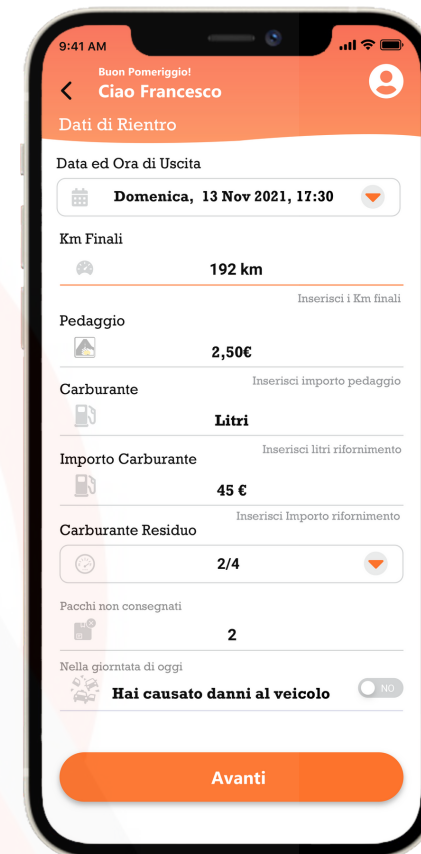 9:41 AM
Buon Pomeriggio!
Ciao Francesco
Dati di Rientro
Data ed Ora di Uscita
Domenica, 13 Nov 2021, 17:30
Km Finali
192 km
Inserisci i Km finali
Pedaggio
2,50€
Inserisci importo pedaggio
Carburante
Litri
Inserisci litri rifornimento
Importo Carburante
45 €
Inserisci Importo rifornimento
Carburante Residuo
2/4
Pacchi non consegnati
2
Nella giorntata di oggi
Hai causato danni al veicolo
NO
Avanti